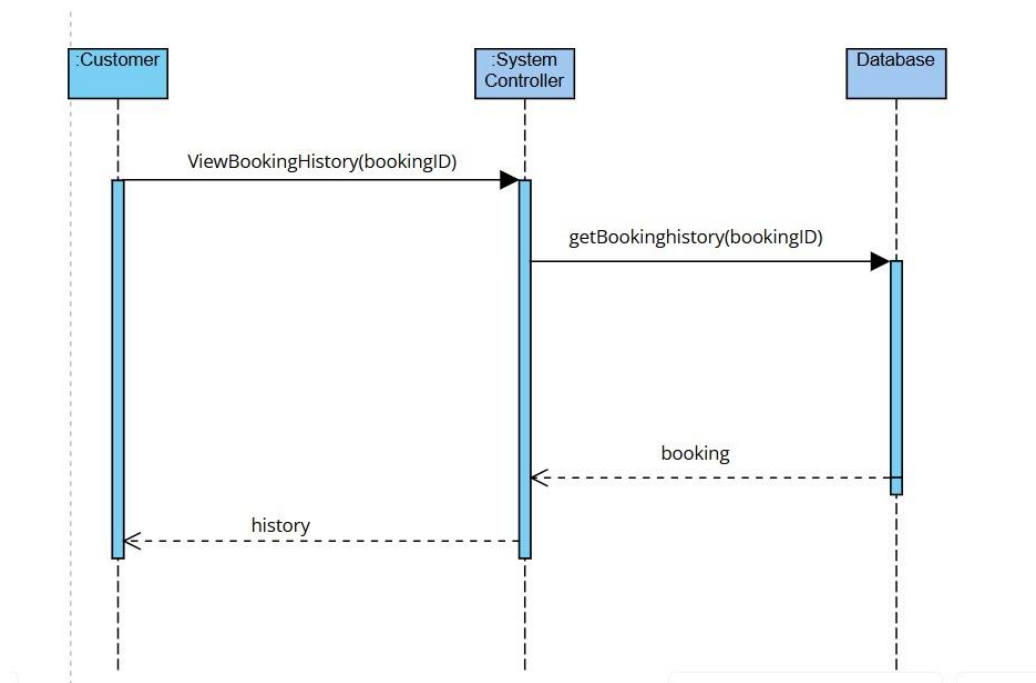 :Customer
:System
Controller
Database
ViewBookingHistory(bookingID)
getBookinghistory(bookingID)
booking
history